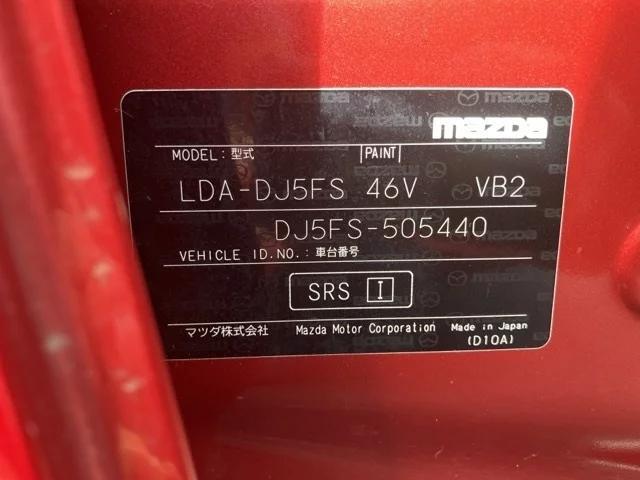 mazda
MODEL:型式 PAINT
LDA-DJ5FS 46V VB2
DJ5FS-505440
VEHICLE ID.NO.:車台番号
SRS I
マツダ株式会社 Mazda Motor Corporation Made in Japan
(D10A)